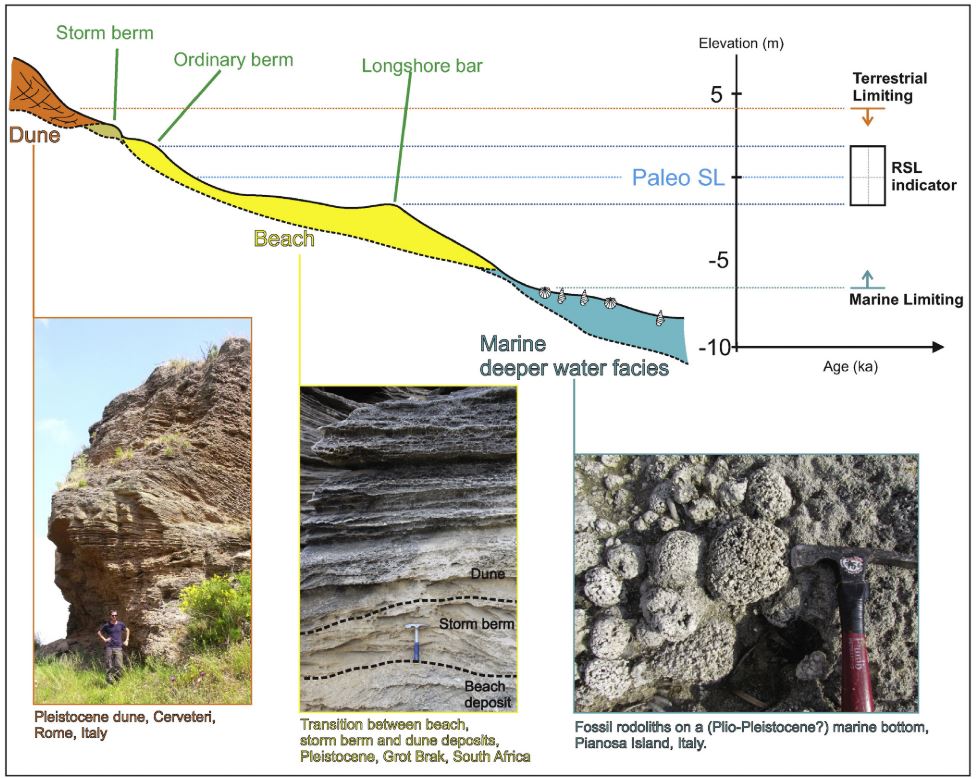 Storm berm
Ordinary berm
Longshore bar
Elevation (m)
5
Terrestrial
Limiting
Dune
Paleo SL
RSL
indicator
Beach
-5
Marine Limiting
Marine
deeper water facies
-10
Age (ka)
Dune
Storm berm
Beach
deposit
Pleistocene dune, Cerveteri,
Rome, Italy
Transition between beach,
storm berm and dune deposits,
Pleistocene, Grot Brak, South Africa
Fossil rodoliths on a (Plio-Pleistocene?) marine bottom,
Pianosa Island, Italy.